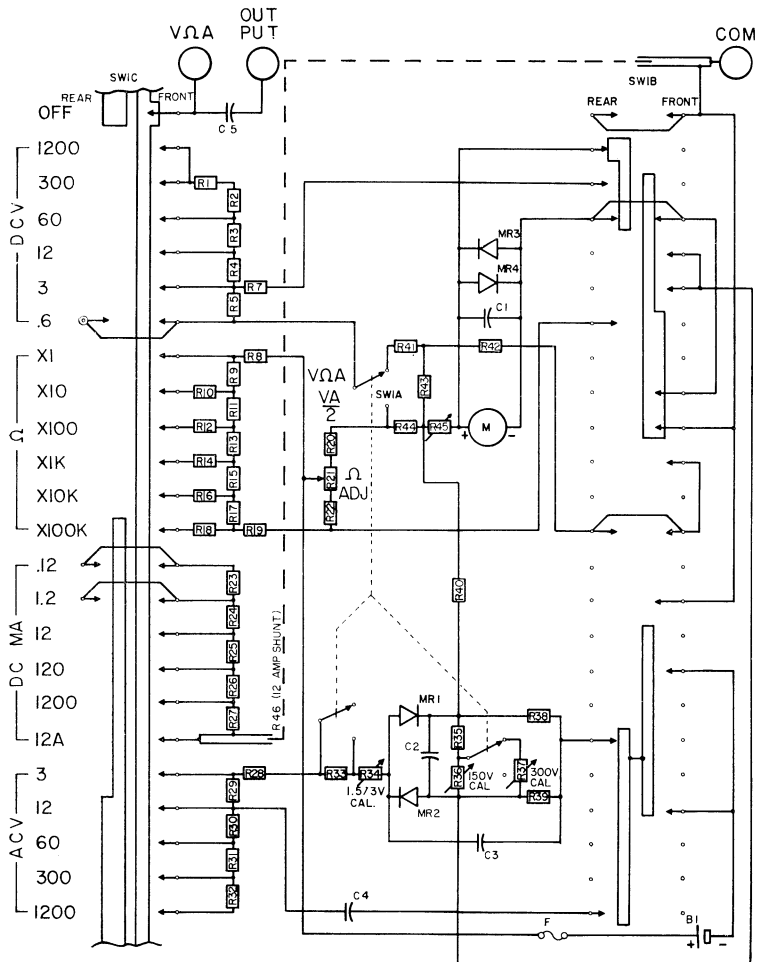 VΩA
OUT
PUT
COM
SW1C
REAR
FRONT
OFF
C5
SW1B
REAR
FRONT
DCV
1200
300
60
12
3
.6
R1
R2
R3
R4
R7
R5
MR3
MR4
C1
Ω
X1
X10
X100
X1K
X10K
X100K
R8
R9
R10
R11
R12
R13
R14
R15
R16
R17
R18
R19
VΩA
VA
2
SW1A
R41
R42
R43
R44
R45
+
M
-
R20
R21
R22
Ω
ADJ
DC MA
.12
1.2
12
120
1200
12A
R23
R24
R25
R26
R27
R46 (12 AMP SHUNT)
R40
ACV
3
12
60
300
1200
R28
R29
R30
R31
R32
R33
R34
1.5/3V
CAL.
MR1
C2
MR2
R35
R36
150V
CAL
R37
300V
CAL
R38
R39
C3
C4
F
B1
+
-